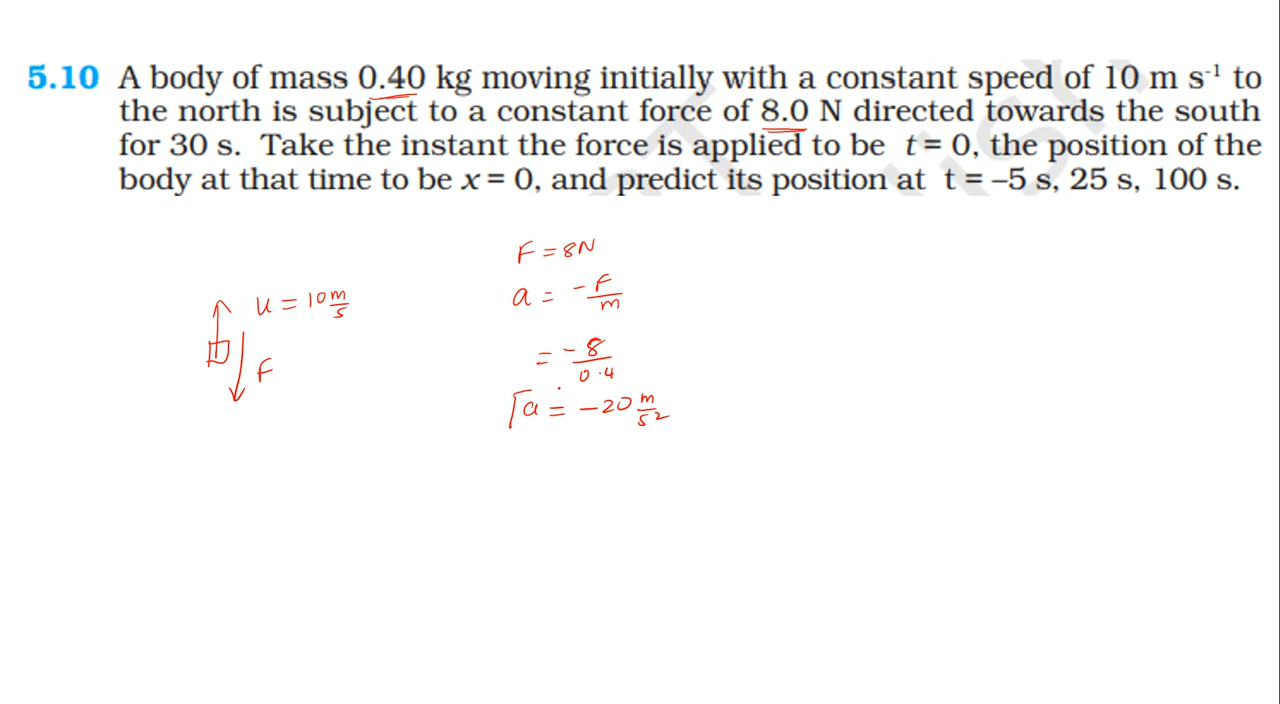 5.10 A body of mass 0.40 kg moving initially with a constant speed of 10 m s⁻¹ to
the north is subject to a constant force of 8.0 N directed towards the south
for 30 s. Take the instant the force is applied to be t = 0, the position of the
body at that time to be x = 0, and predict its position at t = –5 s, 25 s, 100 s.
F = 8N
u = 10 m/s
a = -F/m
F
= -8/0.4
a = -20 m/s²